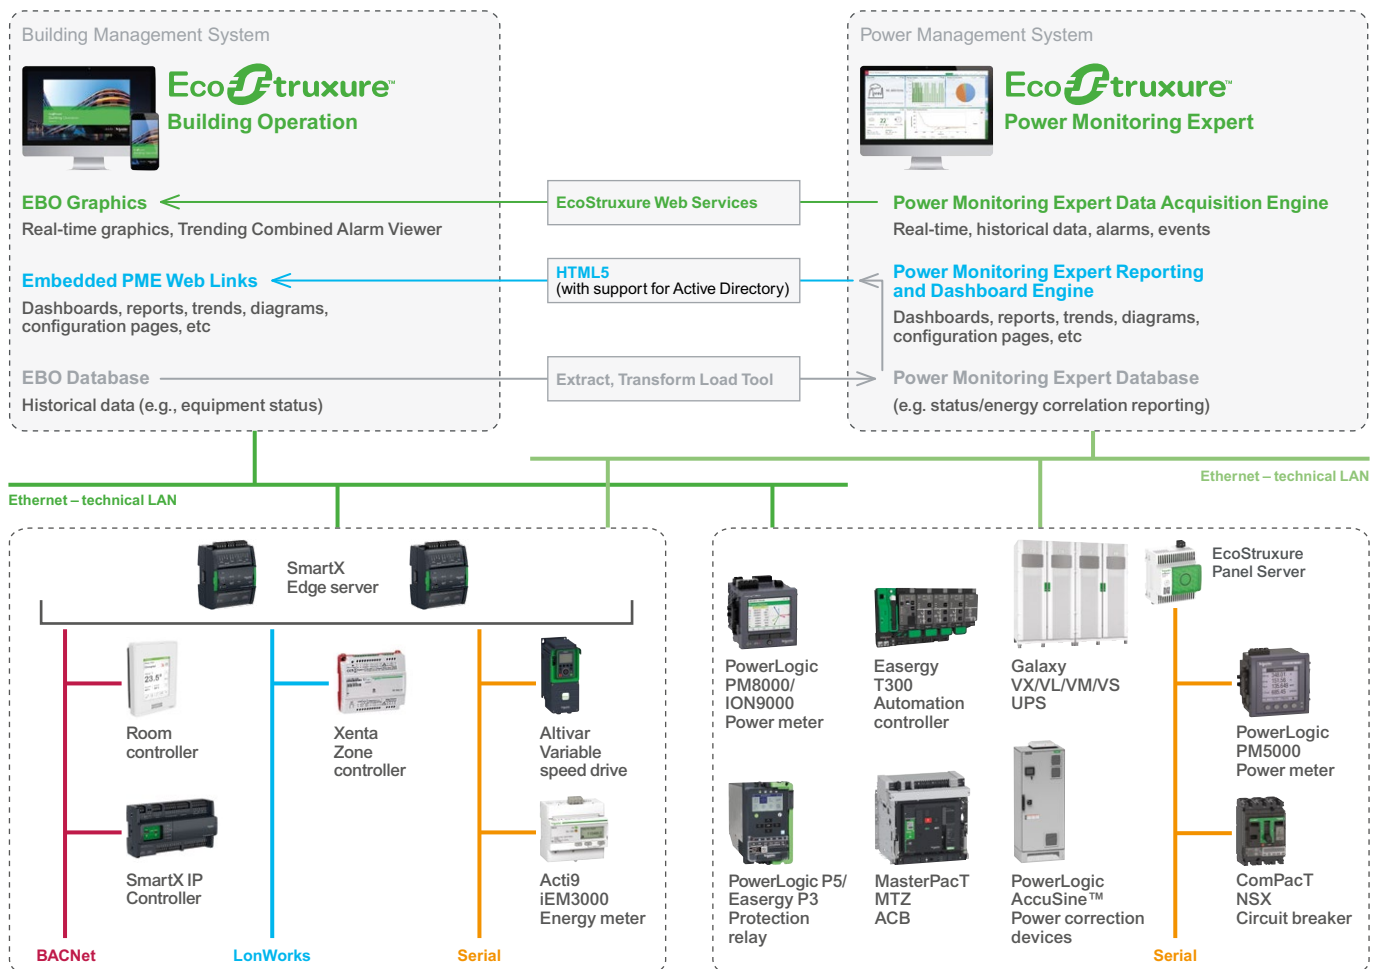 Building Management System
EcoStruxure™
Building Operation
EBO Graphics
Real-time graphics, Trending Combined Alarm Viewer
Embedded PME Web Links
Dashboards, reports, trends, diagrams,
configuration pages, etc
EBO Database
Historical data (e.g., equipment status)
EcoStruxure Web Services
HTML5
(with support for Active Directory)
Extract, Transform Load Tool
Power Management System
EcoStruxure™
Power Monitoring Expert
Power Monitoring Expert Data Acquisition Engine
Real-time, historical data, alarms, events
Power Monitoring Expert Reporting
and Dashboard Engine
Dashboards, reports, trends, diagrams,
configuration pages, etc
Power Monitoring Expert Database
(e.g. status/energy correlation reporting)
Ethernet – technical LAN
Ethernet – technical LAN
SmartX
Edge server
Room
controller
SmartX IP
Controller
BACNet
Xenta
Zone
controller
LonWorks
Altivar
Variable
speed drive
Acti9
iEM3000
Energy meter
Serial
PowerLogic
PM8000/
ION9000
Power meter
Easergy
T300
Automation
controller
Galaxy
VX/VL/VM/VS
UPS
EcoStruxure
Panel Server
PowerLogic
PM5000
Power meter
PowerLogic P5/
Easergy P3
Protection
relay
MasterPacT
MTZ
ACB
PowerLogic
AccuSine™
Power correction
devices
ComPacT
NSX
Circuit breaker
Serial
23.5°